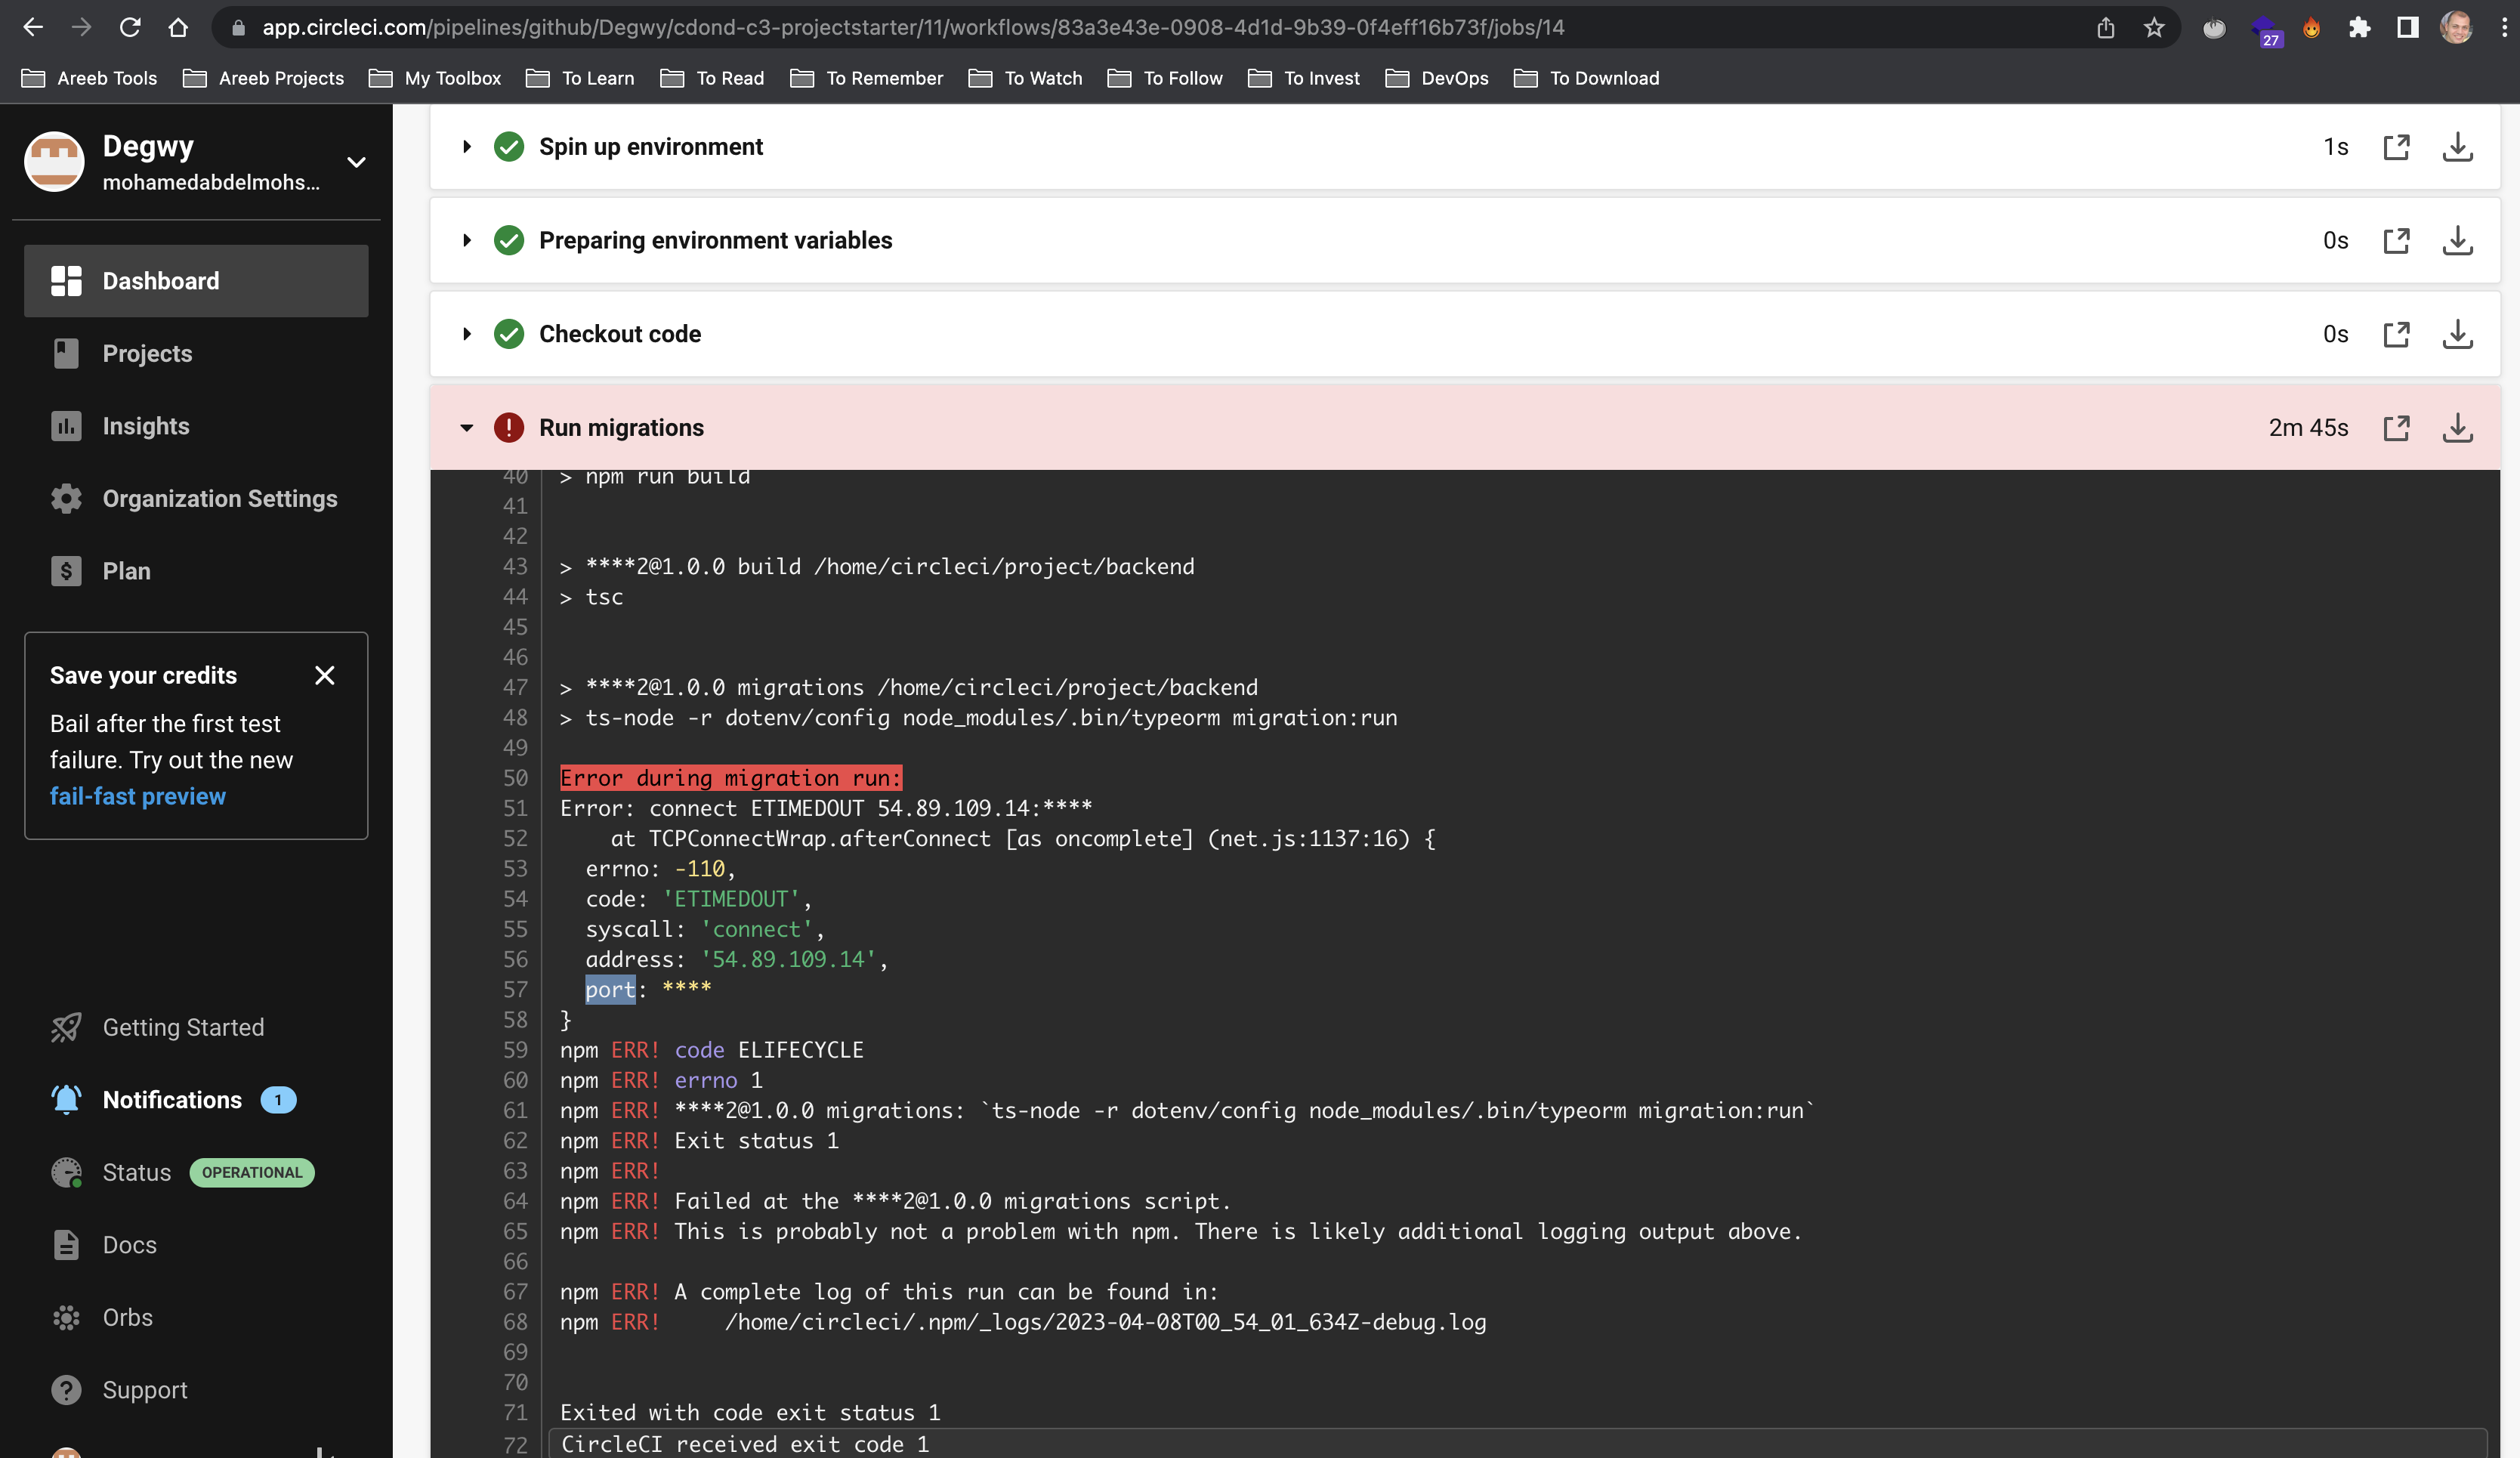 app.circleci.com/pipelines/github/Degwy/cdond-c3-projectstarter/11/workflows/83a3e43e-0908-4d1d-9b39-0f4eff16b73f/jobs/14
27
Areeb Tools
Areeb Projects
My Toolbox
To Learn
To Read
To Remember
To Watch
To Follow
To Invest
DevOps
To Download
Degwy
mohamedabdelmohs...
Dashboard
Projects
Insights
Organization Settings
Plan
Save your credits
Bail after the first test
failure. Try out the new
fail-fast preview
Getting Started
Notifications 1
Status OPERATIONAL
Docs
Orbs
Support
Spin up environment 1s
Preparing environment variables 0s
Checkout code 0s
Run migrations 2m 45s
40 > npm run build
41
42
43 > ****2@1.0.0 build /home/circleci/project/backend
44 > tsc
45
46
47 > ****2@1.0.0 migrations /home/circleci/project/backend
48 > ts-node -r dotenv/config node_modules/.bin/typeorm migration:run
49
50 Error during migration run:
51 Error: connect ETIMEDOUT 54.89.109.14:****
52     at TCPConnectWrap.afterConnect [as oncomplete] (net.js:1137:16) {
53   errno: -110,
54   code: 'ETIMEDOUT',
55   syscall: 'connect',
56   address: '54.89.109.14',
57   port: ****
58 }
59 npm ERR! code ELIFECYCLE
60 npm ERR! errno 1
61 npm ERR! ****2@1.0.0 migrations: `ts-node -r dotenv/config node_modules/.bin/typeorm migration:run`
62 npm ERR! Exit status 1
63 npm ERR!
64 npm ERR! Failed at the ****2@1.0.0 migrations script.
65 npm ERR! This is probably not a problem with npm. There is likely additional logging output above.
66
67 npm ERR! A complete log of this run can be found in:
68 npm ERR!     /home/circleci/.npm/_logs/2023-04-08T00_54_01_634Z-debug.log
69
70
71 Exited with code exit status 1
72 CircleCI received exit code 1